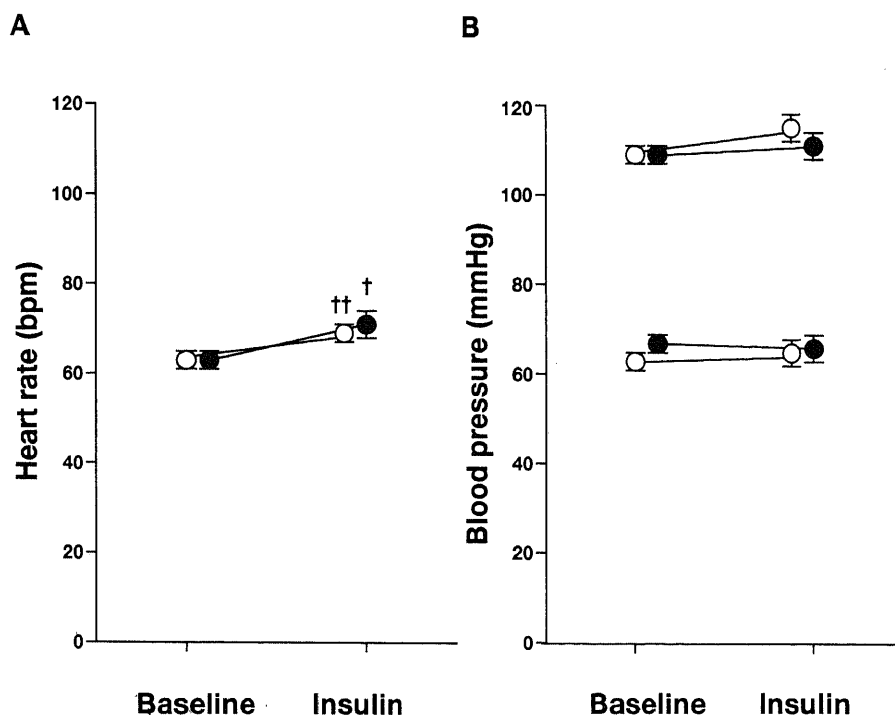 A
B
Heart rate (bpm)
120
100
80
60
40
20
0
††
†
Baseline
Insulin
Blood pressure (mmHg)
120
100
80
60
40
20
0
Baseline
Insulin